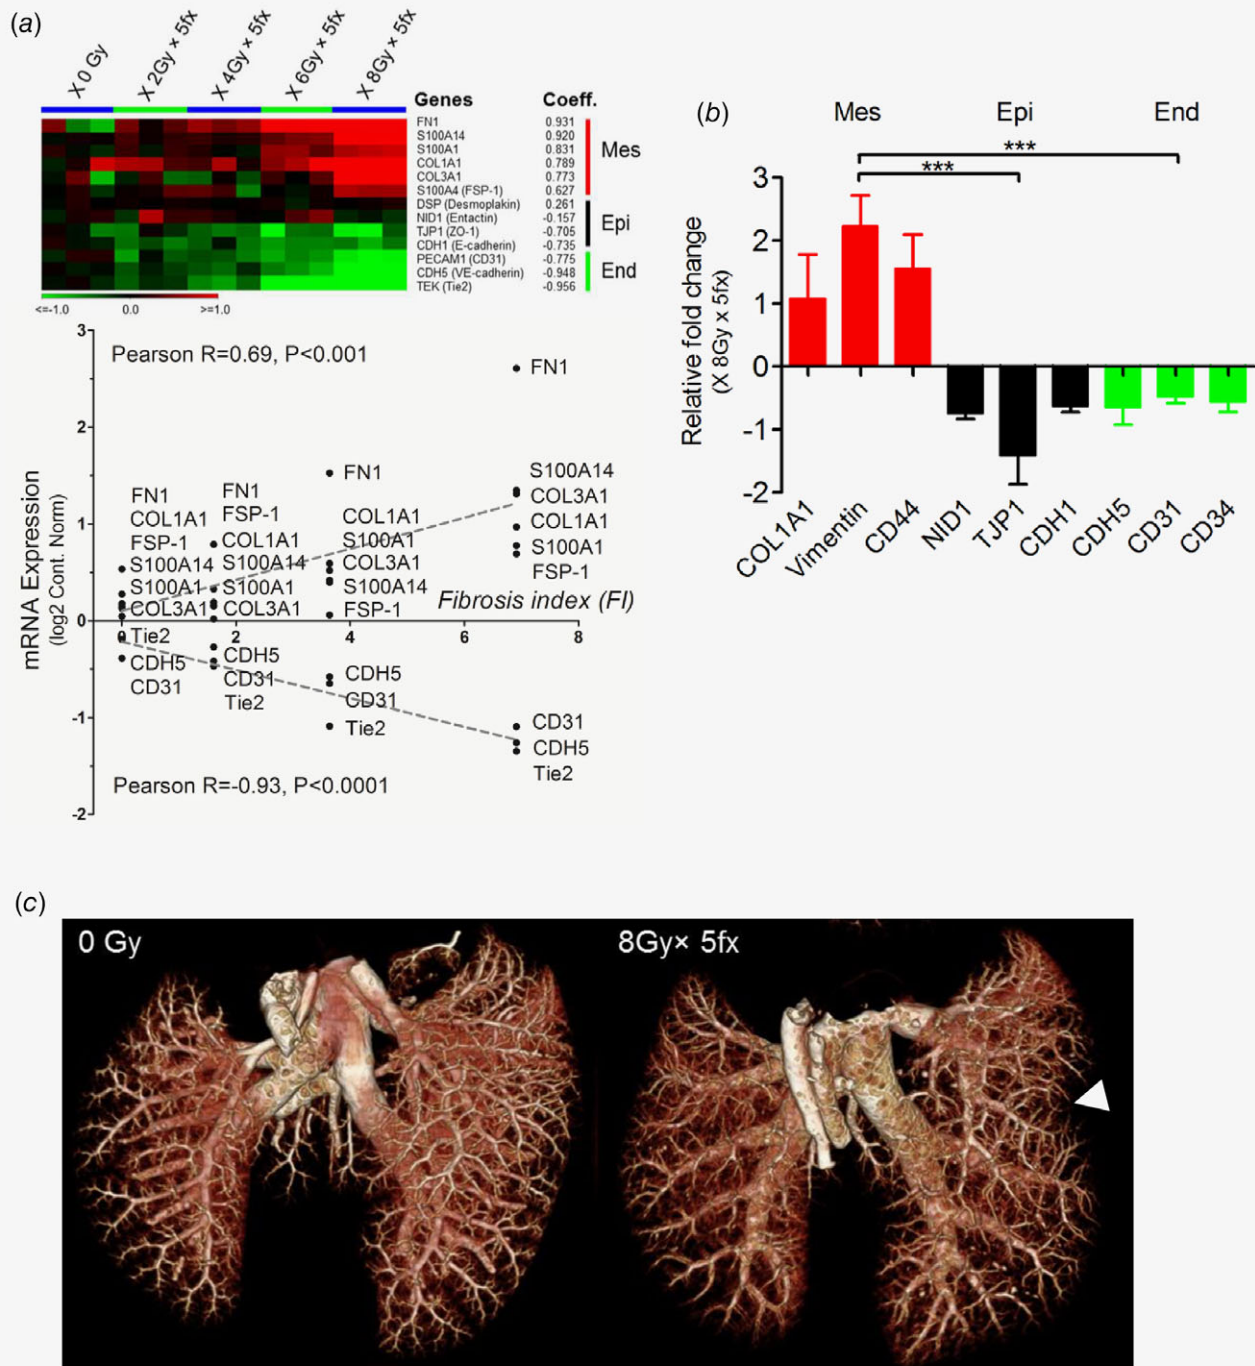 (a)
X 0 Gy
X 2Gy × 5fx
X 4Gy × 5fx
X 6Gy × 5fx
X 8Gy × 5fx
Genes Coeff.
FN1 0.931
S100A14 0.920
S100A1 0.831
COL1A1 0.789
COL3A1 0.773
S100A4 (FSP-1) 0.627
DSP (Desmoplakin) 0.261
NID1 (Entactin) -0.157
TJP1 (ZO-1) -0.705
CDH1 (E-cadherin) -0.735
PECAM1 (CD31) -0.775
CDH5 (VE-cadherin) -0.948
TEK (Tie2) -0.956
Mes
Epi
End
<=-1.0 0.0 >=1.0
Pearson R=0.69, P<0.001
mRNA Expression
(log2 Cont. Norm)
3
2
1
0
-1
-2
0 2 4 6 8
Fibrosis index (FI)
FN1
COL1A1
FSP-1
S100A14
S100A1
COL3A1
Tie2
CDH5
CD31
FN1
FSP-1
COL1A1
S100A14
S100A1
COL3A1
CDH5
CD31
Tie2
FN1
COL1A1
S100A1
COL3A1
S100A14
FSP-1
CDH5
CD31
Tie2
FN1
S100A14
COL3A1
COL1A1
S100A1
FSP-1
CD31
CDH5
Tie2
Pearson R=-0.93, P<0.0001
(b)
Mes Epi End
***
***
Relative fold change
(X 8Gy x 5fx)
3
2
1
0
-1
-2
COL1A1
Vimentin
CD44
NID1
TJP1
CDH1
CDH5
CD31
CD34
(c)
0 Gy
8Gy× 5fx